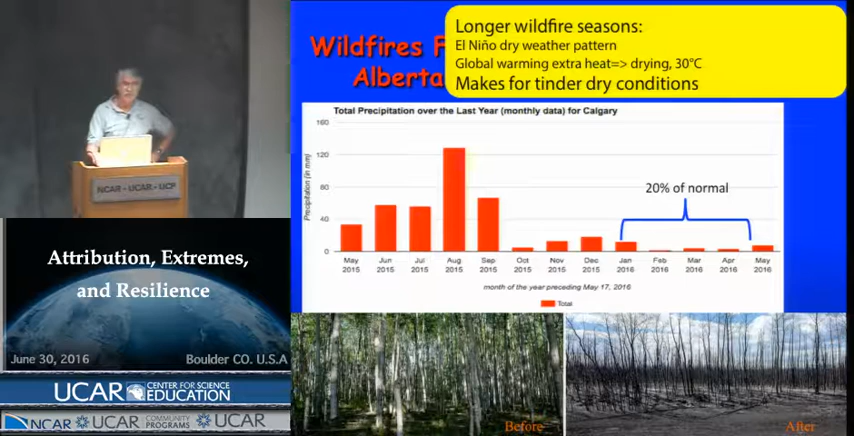 Wildfires F
Alberta
Longer wildfire seasons:
El Niño dry weather pattern
Global warming extra heat=> drying, 30°C
Makes for tinder dry conditions
Total Precipitation over the Last Year (monthly data) for Calgary
Precipitation (in mm)
160
120
80
40
0
20% of normal
May Jun Jul Aug Sep Oct Nov Dec Jan Feb Mar Apr May
2015 2015 2015 2015 2015 2015 2015 2015 2016 2016 2016 2016 2016
month of the year preceding May 17, 2016
Total
Before
After
NCAR · UCAR · UCP
Attribution, Extremes,
and Resilience
June 30, 2016 Boulder CO. U.S.A
UCAR CENTER FOR SCIENCE
EDUCATION
NCAR UCAR COMMUNITY
PROGRAMS UCAR